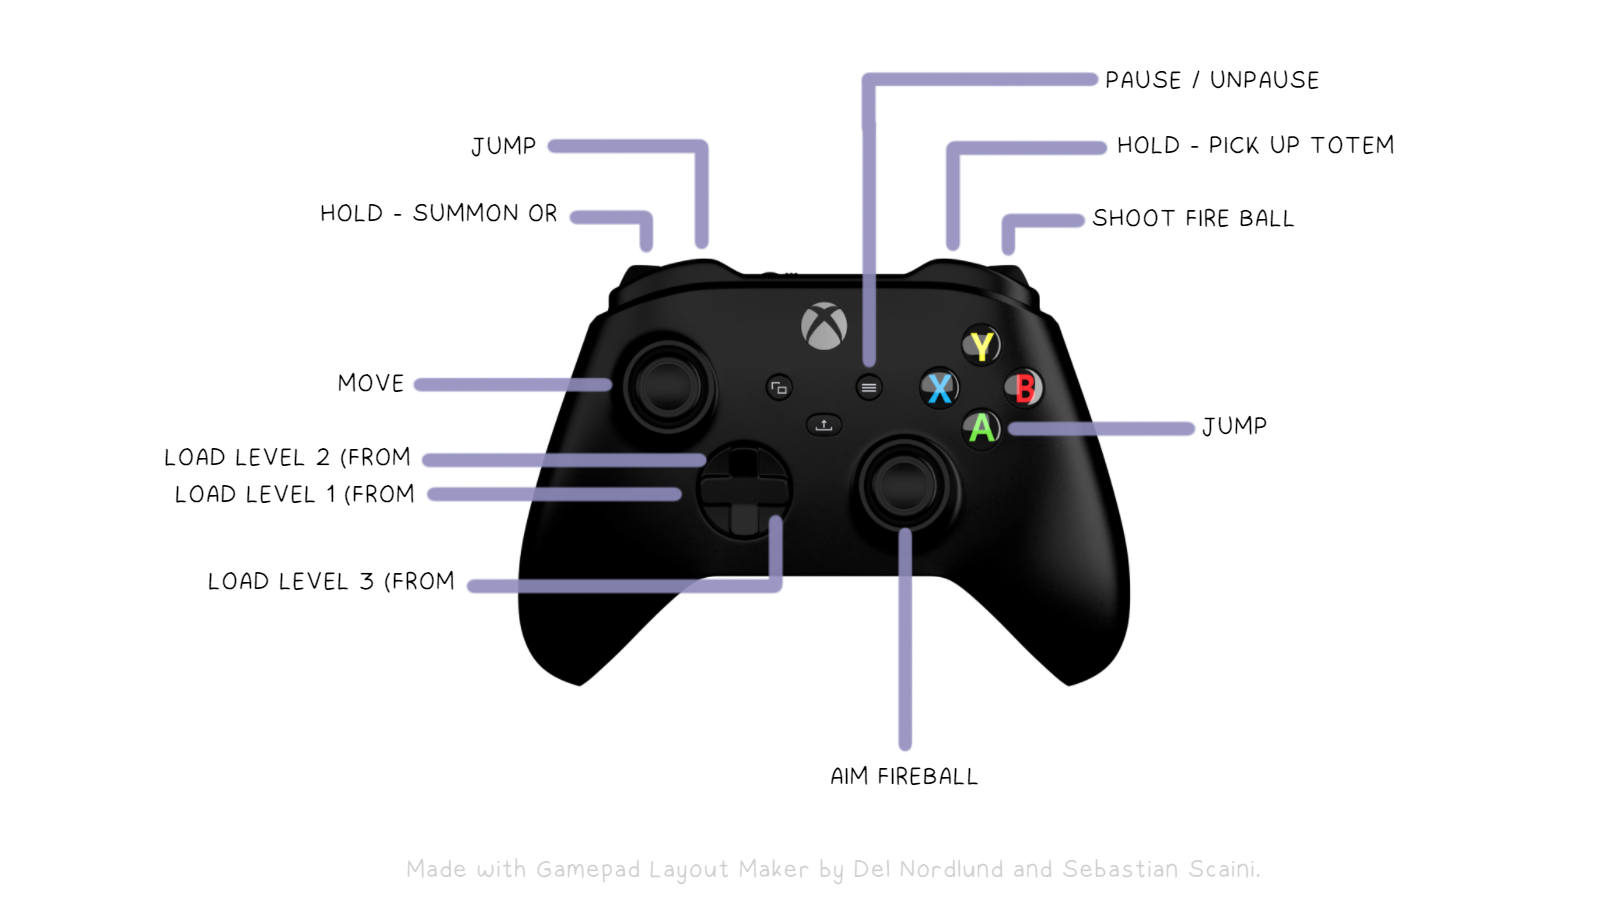 PAUSE / UNPAUSE
JUMP
HOLD - PICK UP TOTEM
HOLD - SUMMON OR
SHOOT FIRE BALL
Y
MOVE
X
B
A
JUMP
LOAD LEVEL 2 (FROM
LOAD LEVEL 1 (FROM
LOAD LEVEL 3 (FROM
AIM FIREBALL
Made with Gamepad Layout Maker by Del Nordlund and Sebastian Scaini.